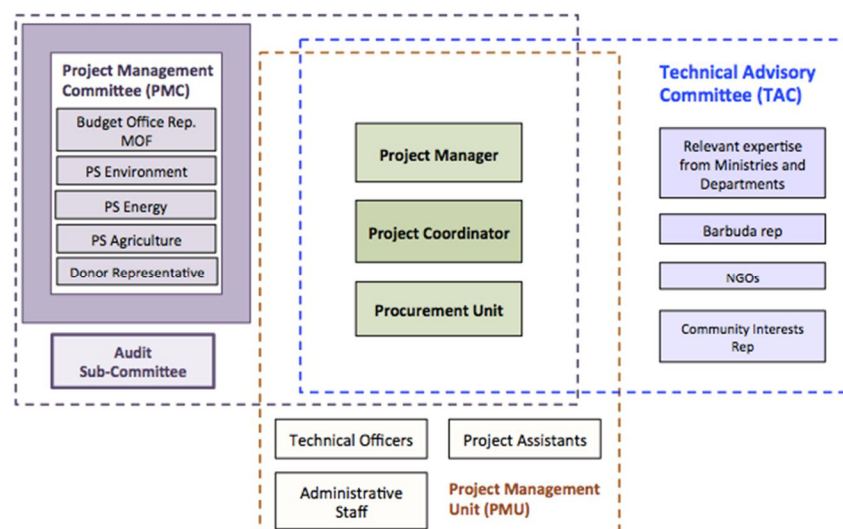 Project Management
Committee (PMC)
Budget Office Rep.
MOF
PS Environment
PS Energy
PS Agriculture
Donor Representative
Audit
Sub-Committee
Project Manager
Project Coordinator
Procurement Unit
Technical Advisory
Committee (TAC)
Relevant expertise
from Ministries and
Departments
Barbuda rep
NGOs
Community Interests
Rep
Technical Officers
Project Assistants
Administrative
Staff
Project Management
Unit (PMU)